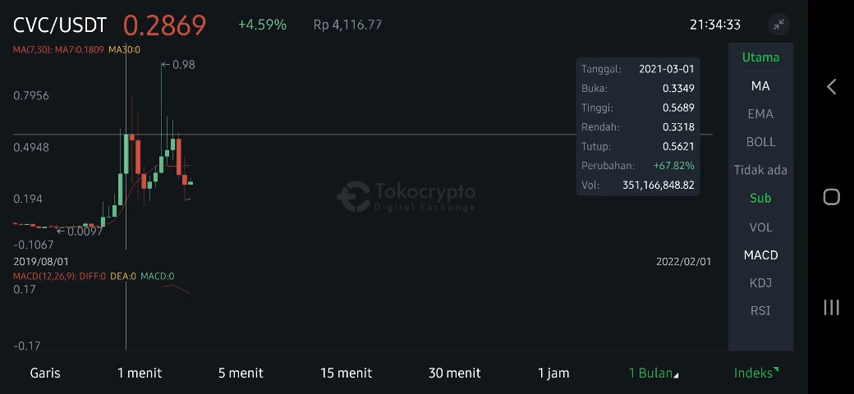 CVC/USDT 0.2869 +4.59% Rp 4,116.77 21:34:33
MA(7,30): MA7:0.1809 MA30:0
Utama
0.98
Tanggal: 2021-03-01
Buka: 0.3349
Tinggi: 0.5689
Rendah: 0.3318
Tutup: 0.5621
Perubahan: +67.82%
Vol: 351,166,848.82
MA
EMA
BOLL
Tidak ada
Sub
VOL
MACD
KDJ
RSI
0.7956
0.4948
0.194
-0.1067
0.0097
Tokocrypto
Digital Exchange
2019/08/01 2022/02/01
MACD(12,26,9): DIFF:0 DEA:0 MACD:0
0.17
-0.17
Garis 1 menit 5 menit 15 menit 30 menit 1 jam 1 Bulan Indeks